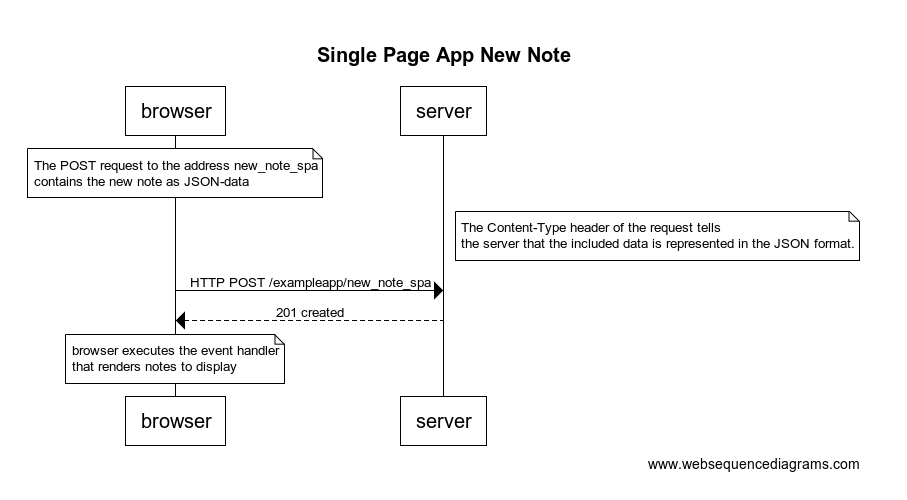 Single Page App New Note
browser
server
The POST request to the address new_note_spa
contains the new note as JSON-data
The Content-Type header of the request tells
the server that the included data is represented in the JSON format.
HTTP POST /exampleapp/new_note_spa
201 created
browser executes the event handler
that renders notes to display
browser
server
www.websequencediagrams.com